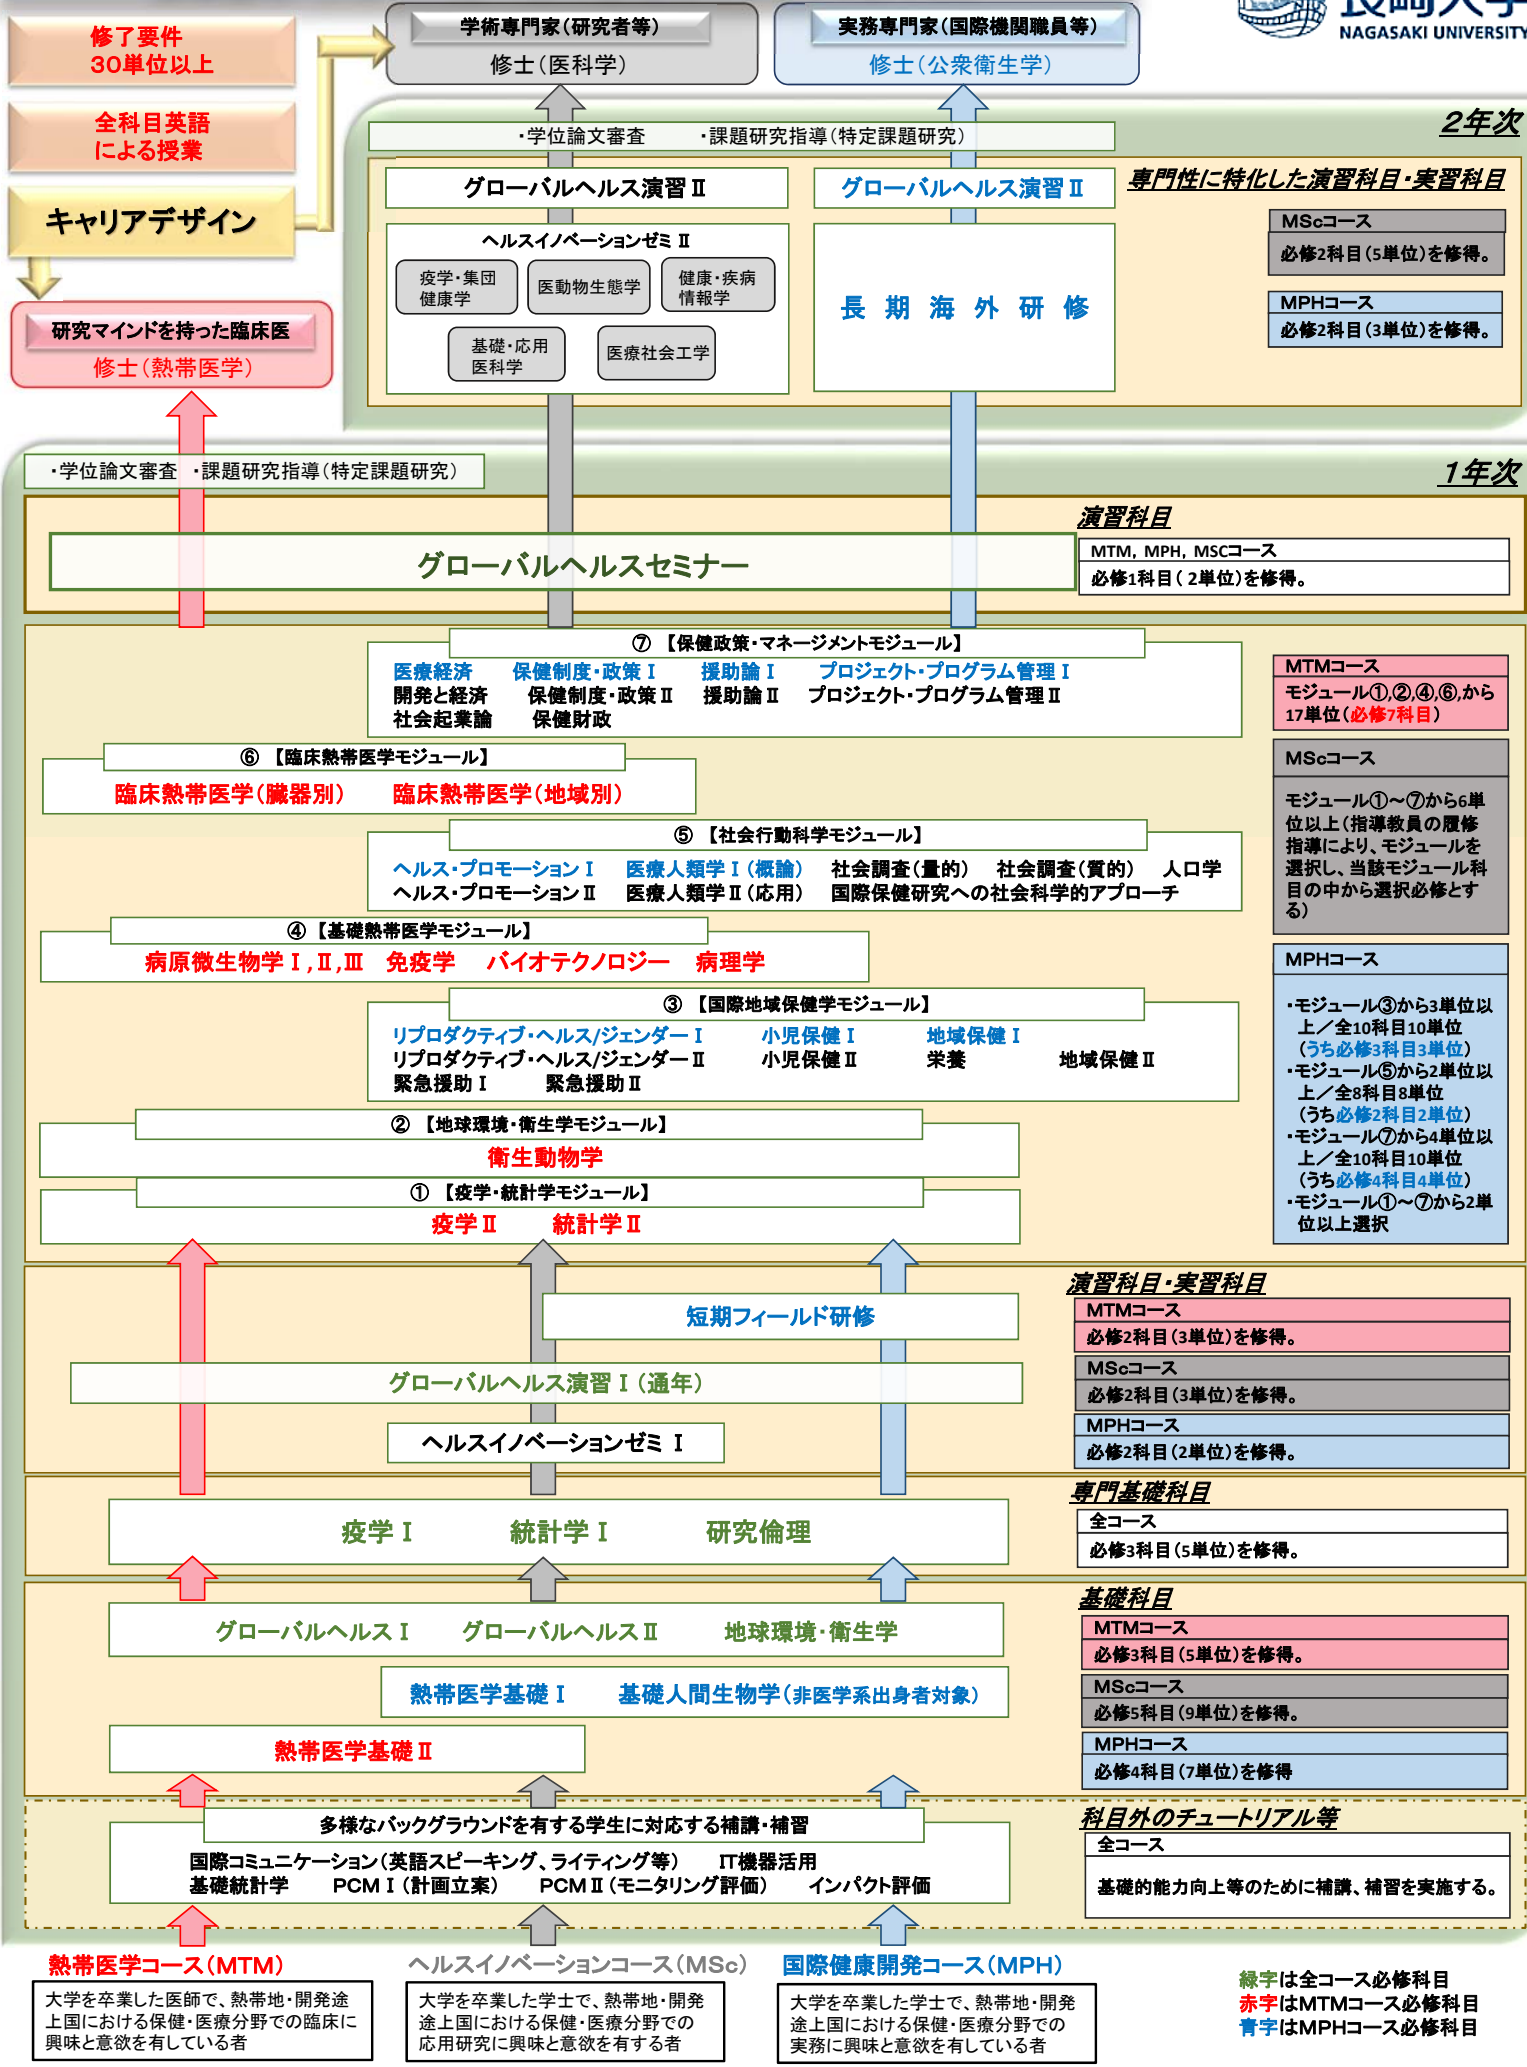 修了要件
30単位以上
全科目英語
による授業
キャリアデザイン
研究マインドを持った臨床医
修士（熱帯医学）
学術専門家（研究者等）
修士（医科学）
実務専門家（国際機関職員等）
修士（公衆衛生学）
長崎大学
NAGASAKI UNIVERSITY
2年次
・学位論文審査　・課題研究指導（特定課題研究）
専門性に特化した演習科目・実習科目
グローバルヘルス演習Ⅱ
グローバルヘルス演習Ⅱ
ヘルスイノベーションゼミ Ⅱ
疫学・集団
健康学
医動物生態学
健康・疾病
情報学
基礎・応用
医科学
医療社会工学
長 期 海 外 研 修
MScコース
必修2科目（5単位）を修得。
MPHコース
必修2科目（3単位）を修得。
1年次
・学位論文審査　・課題研究指導（特定課題研究）
演習科目
グローバルヘルスセミナー
MTM, MPH, MSCコース
必修1科目（ 2単位）を修得。
⑦ 【保健政策・マネージメントモジュール】
医療経済　保健制度・政策Ⅰ　援助論Ⅰ　プロジェクト・プログラム管理Ⅰ
開発と経済　保健制度・政策Ⅱ　援助論Ⅱ　プロジェクト・プログラム管理Ⅱ
社会起業論　保健財政
⑥ 【臨床熱帯医学モジュール】
臨床熱帯医学（臓器別）　臨床熱帯医学（地域別）
⑤ 【社会行動科学モジュール】
ヘルス・プロモーションⅠ　医療人類学Ⅰ（概論）　社会調査（量的）　社会調査（質的）　人口学
ヘルス・プロモーションⅡ　医療人類学Ⅱ（応用）　国際保健研究への社会科学的アプローチ
④ 【基礎熱帯医学モジュール】
病原微生物学Ⅰ,Ⅱ,Ⅲ　免疫学　バイオテクノロジー　病理学
③ 【国際地域保健学モジュール】
リプロダクティブ・ヘルス/ジェンダーⅠ　小児保健Ⅰ　地域保健Ⅰ
リプロダクティブ・ヘルス/ジェンダーⅡ　小児保健Ⅱ　栄養　地域保健Ⅱ
緊急援助Ⅰ　緊急援助Ⅱ
② 【地球環境・衛生学モジュール】
衛生動物学
① 【疫学・統計学モジュール】
疫学Ⅱ　統計学Ⅱ
MTMコース
モジュール①,②,④,⑥,から
17単位（必修7科目）
MScコース
モジュール①～⑦から6単
位以上（指導教員の履修
指導により、モジュールを
選択し、当該モジュール科
目の中から選択必修とす
る）
MPHコース
・モジュール③から3単位以
上／全10科目10単位
（うち必修3科目3単位）
・モジュール⑤から2単位以
上／全8科目8単位
（うち必修2科目2単位）
・モジュール⑦から4単位以
上／全10科目10単位
（うち必修4科目4単位）
・モジュール①～⑦から2単
位以上選択
演習科目・実習科目
短期フィールド研修
グローバルヘルス演習Ⅰ（通年）
ヘルスイノベーションゼミ Ⅰ
MTMコース
必修2科目（3単位）を修得。
MScコース
必修2科目（3単位）を修得。
MPHコース
必修2科目（2単位）を修得。
専門基礎科目
疫学Ⅰ　統計学Ⅰ　研究倫理
全コース
必修3科目（5単位）を修得。
基礎科目
グローバルヘルスⅠ　グローバルヘルスⅡ　地球環境・衛生学
熱帯医学基礎Ⅰ　基礎人間生物学（非医学系出身者対象）
熱帯医学基礎Ⅱ
MTMコース
必修3科目（5単位）を修得。
MScコース
必修5科目（9単位）を修得。
MPHコース
必修4科目（7単位）を修得
科目外のチュートリアル等
多様なバックグラウンドを有する学生に対応する補講・補習
国際コミュニケーション（英語スピーキング、ライティング等）　IT機器活用
基礎統計学　PCMⅠ（計画立案）　PCMⅡ（モニタリング評価）　インパクト評価
全コース
基礎的能力向上等のために補講、補習を実施する。
熱帯医学コース（MTM）
大学を卒業した医師で、熱帯地・開発途
上国における保健・医療分野での臨床に
興味と意欲を有している者
ヘルスイノベーションコース（MSc）
大学を卒業した学士で、熱帯地・開発
途上国における保健・医療分野での
応用研究に興味と意欲を有する者
国際健康開発コース（MPH）
大学を卒業した学士で、熱帯地・開発
途上国における保健・医療分野での
実務に興味と意欲を有している者
緑字は全コース必修科目
赤字はMTMコース必修科目
青字はMPHコース必修科目